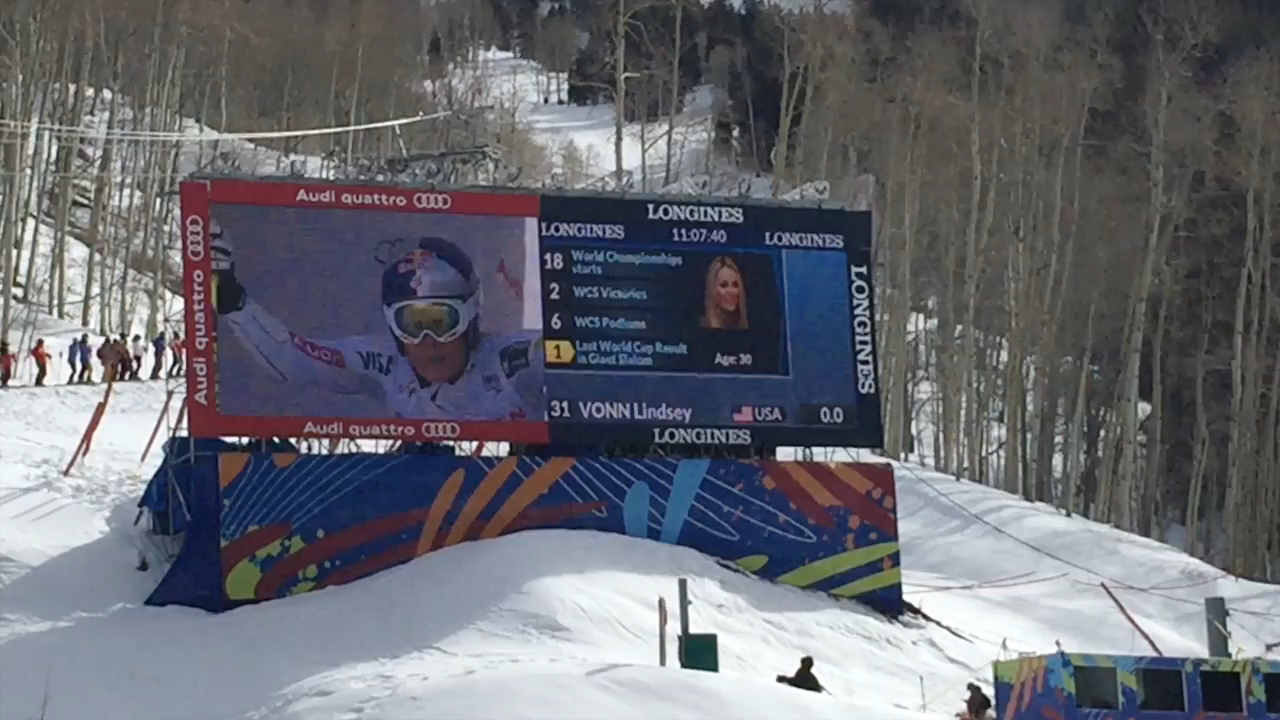 Audi quattro
Audi quattro
AUDI
VISA
Audi quattro
LONGINES
LONGINES
11:07:40
LONGINES
18 World Championships starts
2 WCS Victories
6 WCS Podiums
1 Last World Cup Result in Giant Slalom
Age: 30
31 VONN Lindsey USA 0.0
LONGINES
LONGINES